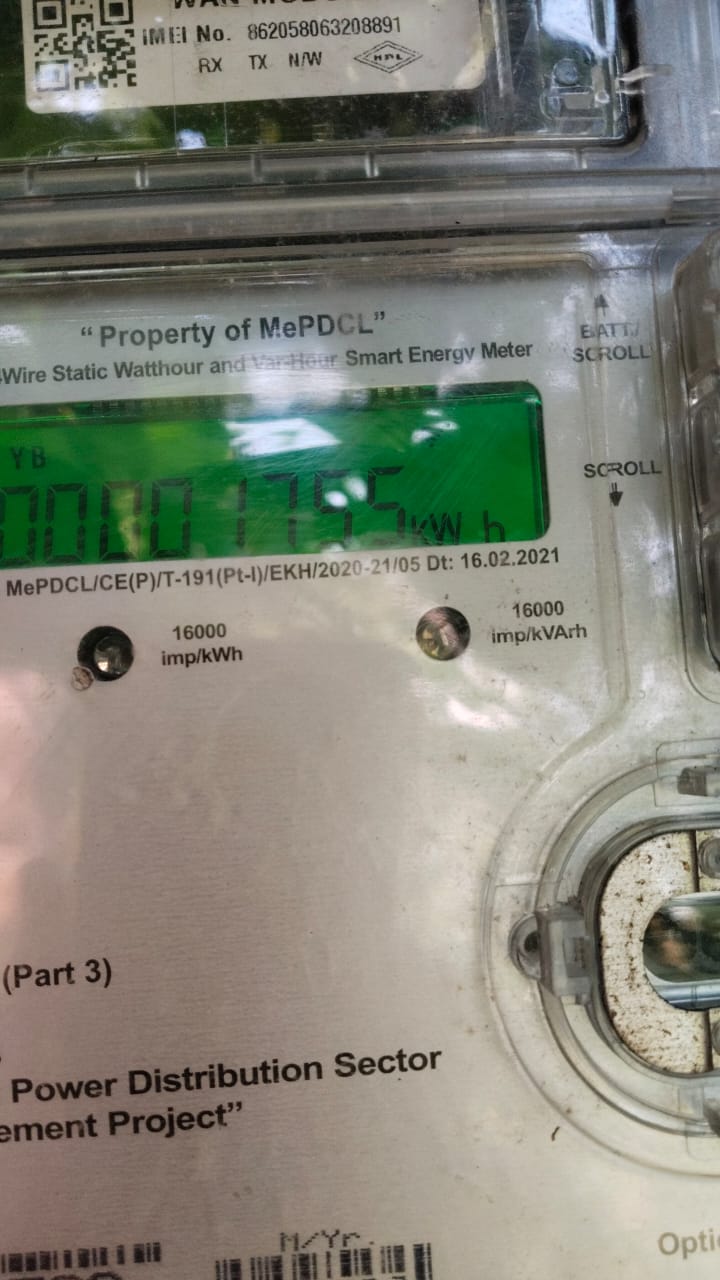 IMEI No. 862058063208891
RX TX N/W
HPL
"Property of MePDCL"
-Wire Static Watthour and Var-Hour Smart Energy Meter
BATT./
SCROLL
YB
SCROLL
00001755 kWh
MePDCL/CE(P)/T-191(Pt-I)/EKH/2020-21/05 Dt: 16.02.2021
16000
imp/kWh
16000
imp/kVArh
(Part 3)
Power Distribution Sector
ement Project"
M/Yr.